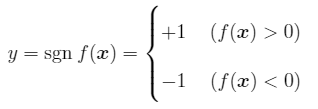 y = sgn f(x) = { +1 (f(x) > 0)
−1 (f(x) < 0)